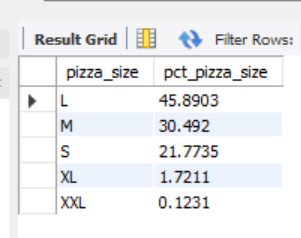 Result Grid Filter Rows:
pizza_size pct_pizza_size
L 45.8903
M 30.492
S 21.7735
XL 1.7211
XXL 0.1231